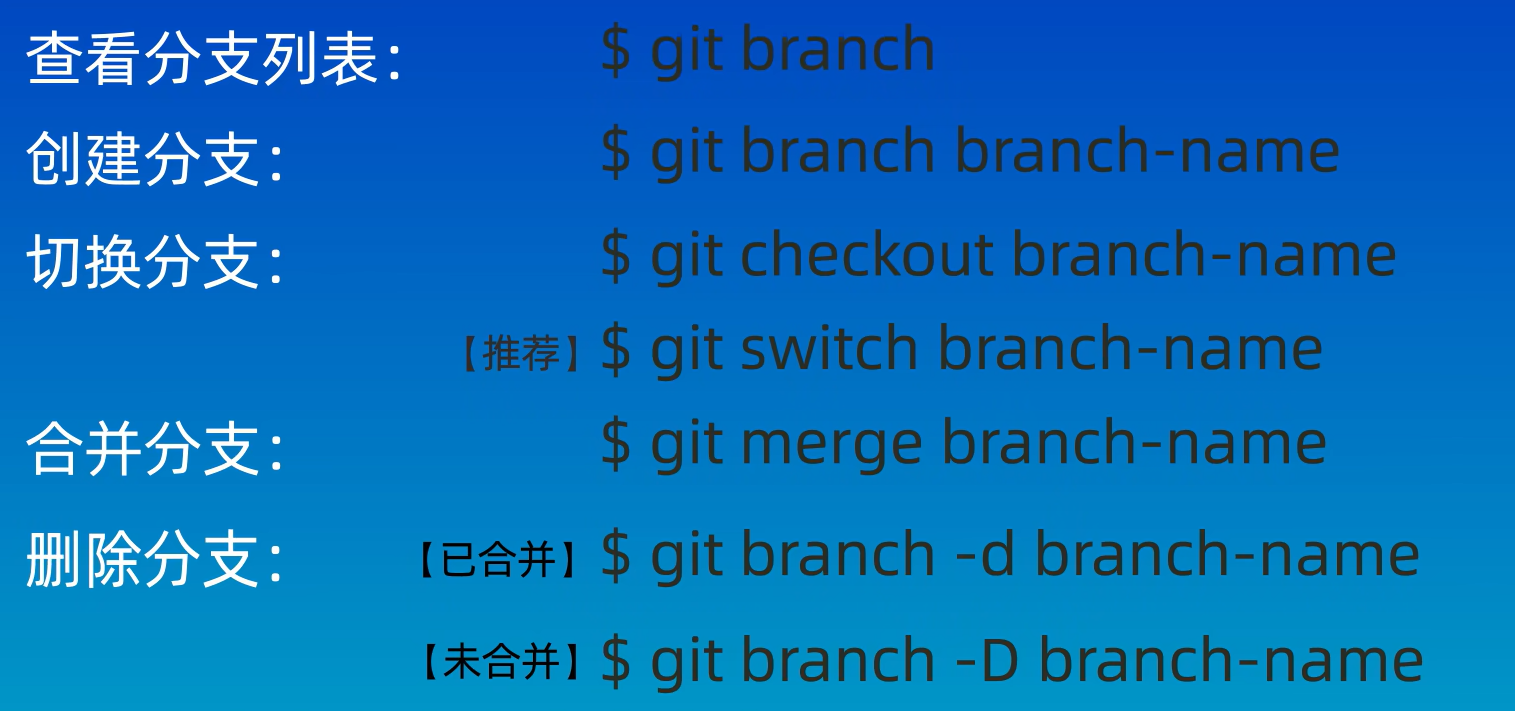 查看分支列表： $ git branch
创建分支： $ git branch branch-name
切换分支： $ git checkout branch-name
【推荐】 $ git switch branch-name
合并分支： $ git merge branch-name
删除分支： 【已合并】 $ git branch -d branch-name
【未合并】 $ git branch -D branch-name